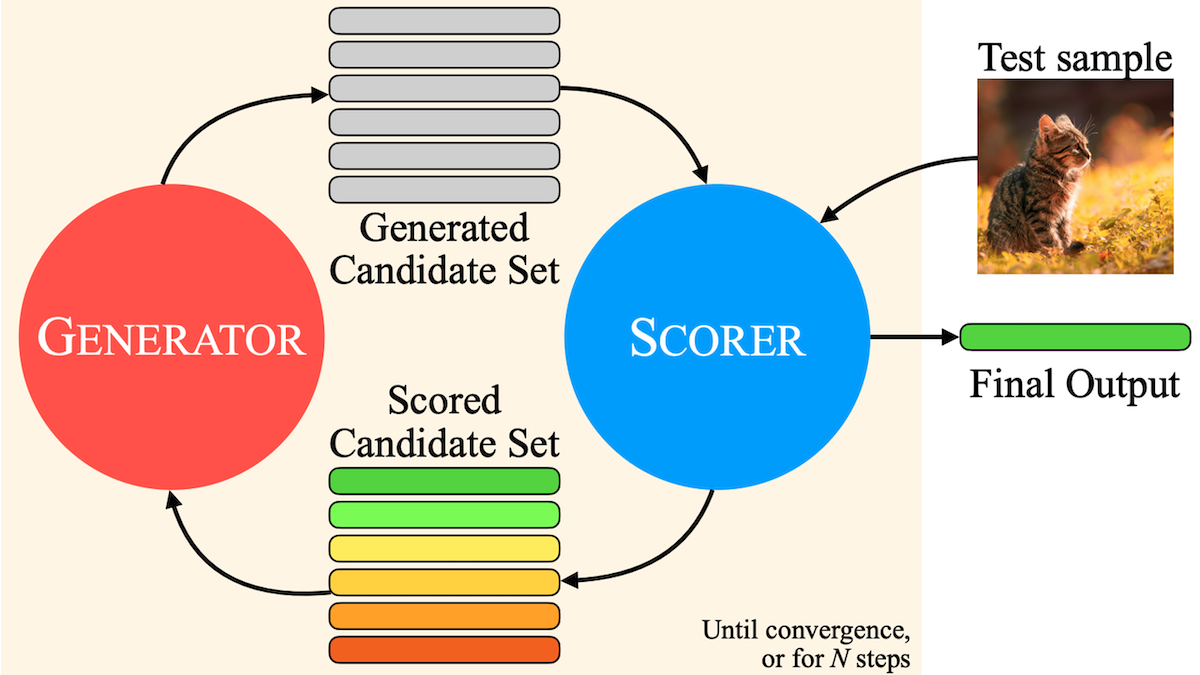 Test sample
Generated
Candidate Set
GENERATOR
SCORER
Final Output
Scored
Candidate Set
Until convergence,
or for N steps